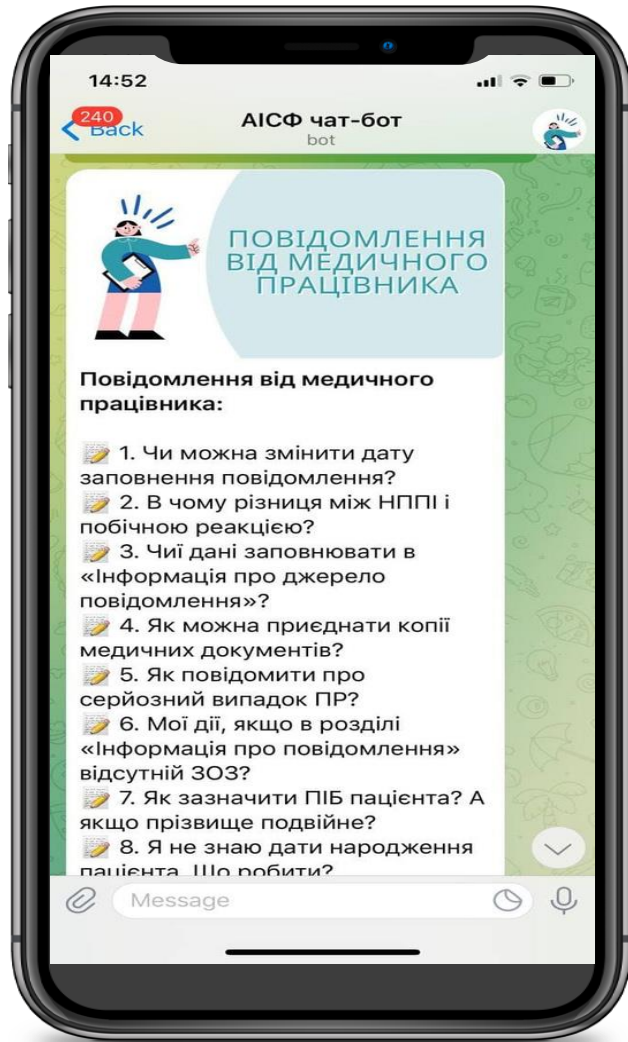 14:52
240
Back
АІСФ чат-бот
bot
ПОВІДОМЛЕННЯ
ВІД МЕДИЧНОГО
ПРАЦІВНИКА
Повідомлення від медичного
працівника:
📝 1. Чи можна змінити дату
заповнення повідомлення?
📝 2. В чому різниця між НППІ і
побічною реакцією?
📝 3. Чиї дані заповнювати в
«Інформація про джерело
повідомлення»?
📝 4. Як можна приєднати копії
медичних документів?
📝 5. Як повідомити про
серйозний випадок ПР?
📝 6. Мої дії, якщо в розділі
«Інформація про повідомлення»
відсутній ЗОЗ?
📝 7. Як зазначити ПІБ пацієнта? А
якщо прізвище подвійне?
📝 8. Я не знаю дати народження
пацієнта. Що робити?
Message